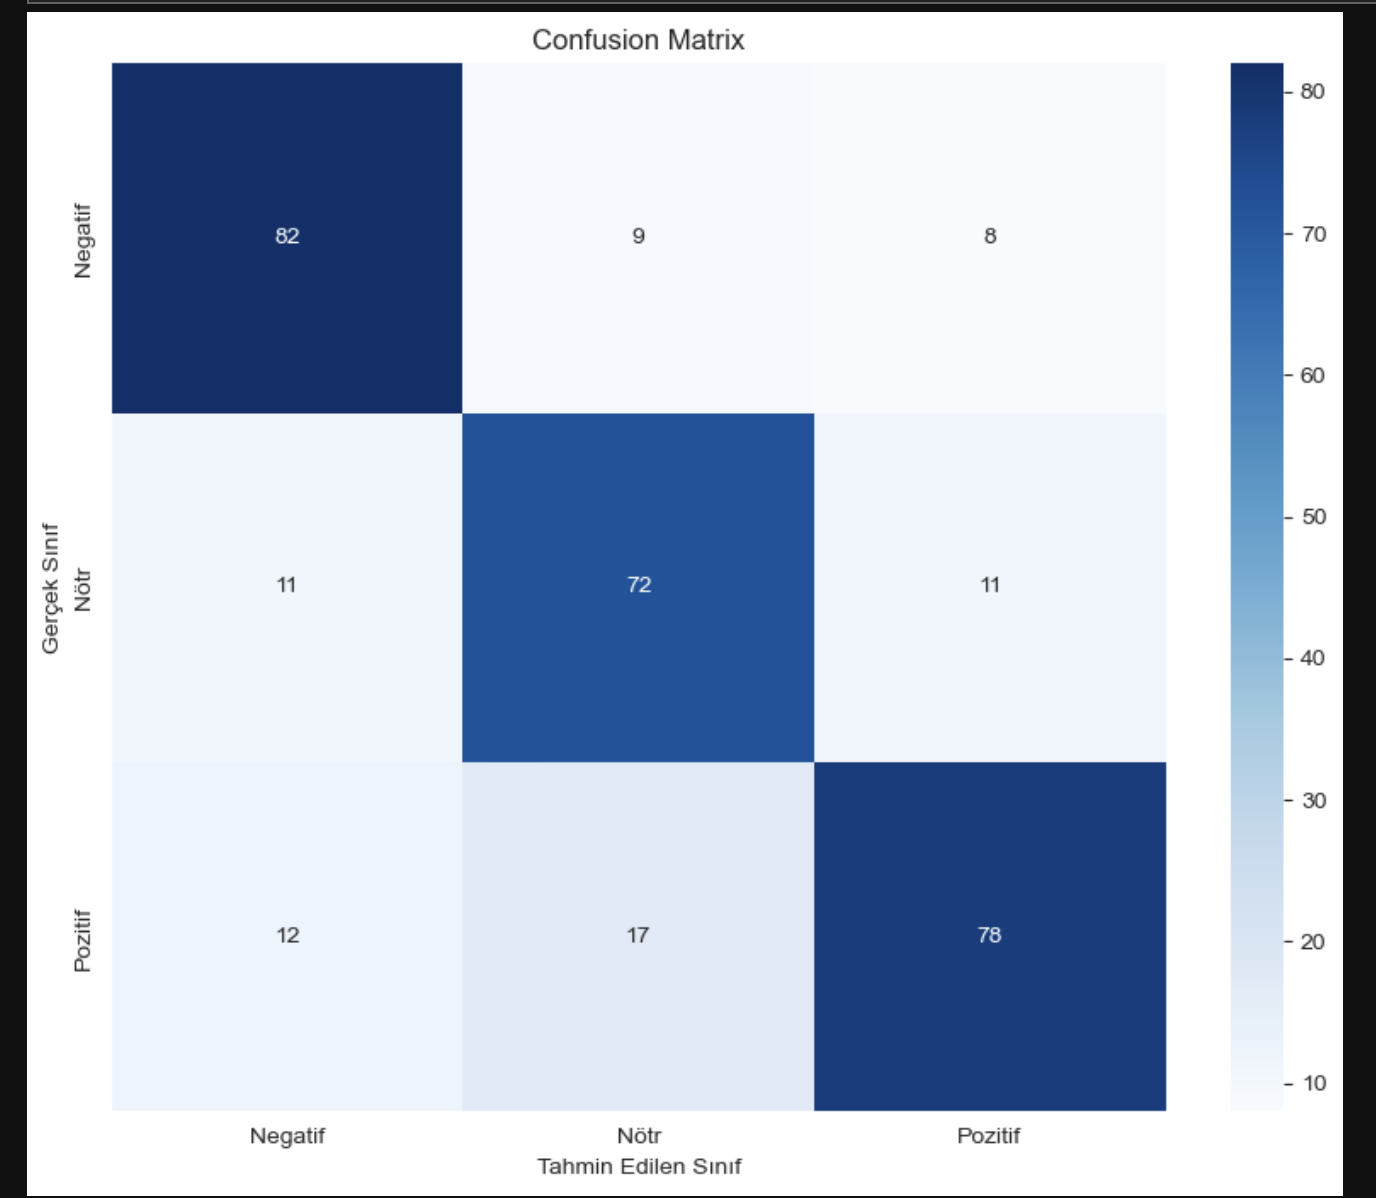 Confusion Matrix
Gerçek Sınıf
Negatif
82
9
8
Nötr
11
72
11
Pozitif
12
17
78
Negatif
Nötr
Pozitif
Tahmin Edilen Sınıf
80
70
60
50
40
30
20
10